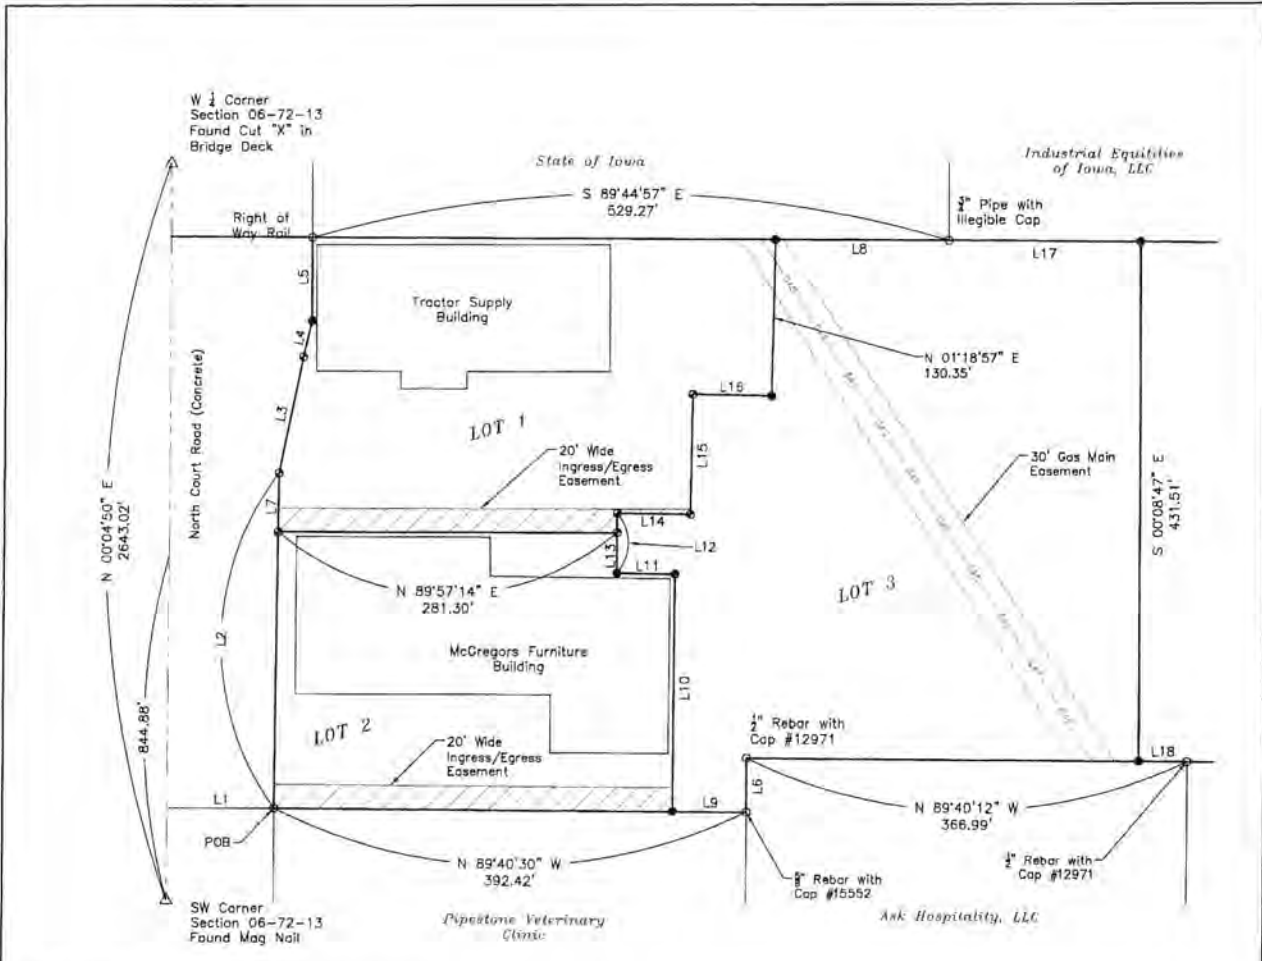 W ¼ Corner
Section 06-72-13
Found Cut "X" in
Bridge Deck
State of Iowa
Industrial Equitities
of Iowa, LLC
S 89°44'57" E
529.27'
¾" Pipe with
Illegible Cap
Right of
Way Rail
L8
L17
L5
Tractor Supply
Building
L4
N 01°18'57" E
130.35'
North Court Road (Concrete)
L16
L3
LOT 1
L15
20' Wide
Ingress/Egress
Easement
30' Gas Main
Easement
S 00°08'47" E
431.51'
N 00°04'50" E
2643.02'
L7
L14
L12
L13
L11
N 89°57'14" E
281.30'
LOT 3
L2
McGregors Furniture
Building
L10
844.88'
LOT 2
½" Rebar with
Cap #12971
20' Wide
Ingress/Egress
Easement
L18
L1
L9
L6
N 89°40'12" W
366.99'
POB
N 89°40'30" W
392.42'
½" Rebar with
Cap #12971
⅝" Rebar with
Cap #15552
SW Corner
Section 06-72-13
Found Mag Nail
Pipestone Veterinary
Clinic
Ask Hospitality, LLC